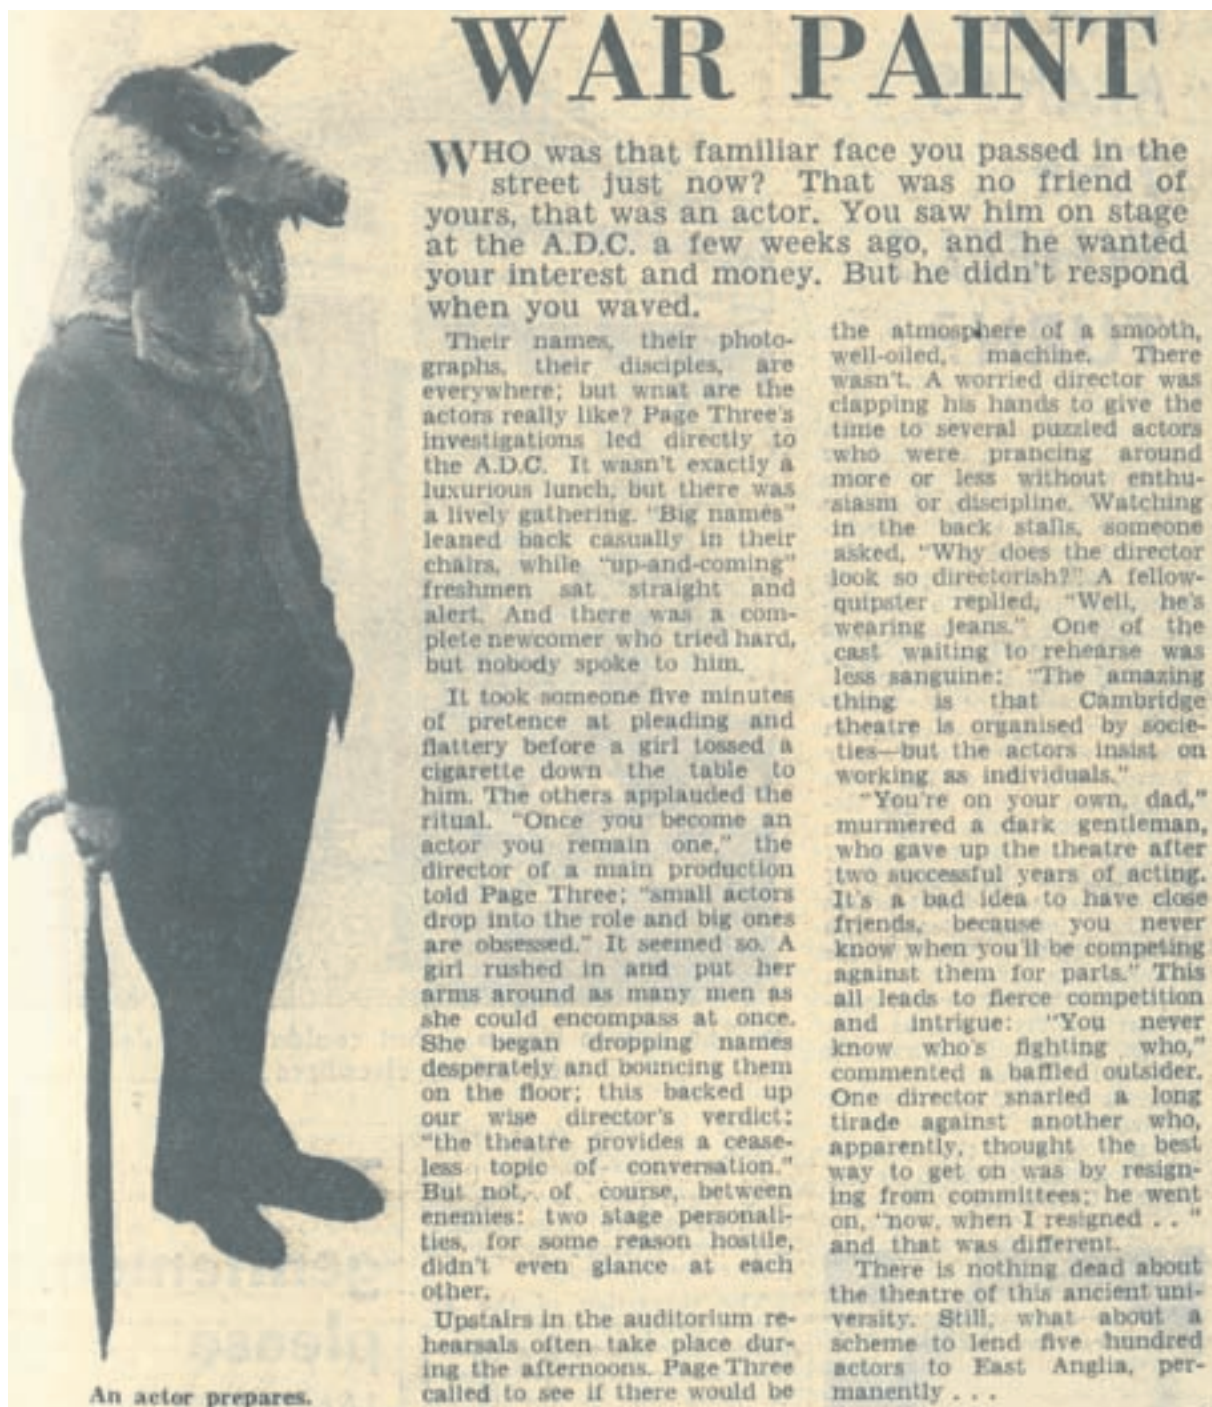 WAR PAINT
WHO was that familiar face you passed in the
street just now? That was no friend of
yours, that was an actor. You saw him on stage
at the A.D.C. a few weeks ago, and he wanted
your interest and money. But he didn't respond
when you waved.
Their names, their photo-
graphs, their disciples, are
everywhere; but wnat are the
actors really like? Page Three's
investigations led directly to
the A.D.C. It wasn't exactly a
luxurious lunch, but there was
a lively gathering. "Big names"
leaned back casually in their
chairs, while "up-and-coming"
freshmen sat straight and
alert. And there was a com-
plete newcomer who tried hard,
but nobody spoke to him.
It took someone five minutes
of pretence at pleading and
flattery before a girl tossed a
cigarette down the table to
him. The others applauded the
ritual. "Once you become an
actor you remain one," the
director of a main production
told Page Three; "small actors
drop into the role and big ones
are obsessed." It seemed so. A
girl rushed in and put her
arms around as many men as
she could encompass at once.
She began dropping names
desperately and bouncing them
on the floor; this backed up
our wise director's verdict:
"the theatre provides a cease-
less topic of conversation."
But not, of course, between
enemies: two stage personali-
ties, for some reason hostile,
didn't even glance at each
other.
Upstairs in the auditorium re-
hearsals often take place dur-
ing the afternoons. Page Three
called to see if there would be
the atmosphere of a smooth,
well-oiled, machine. There
wasn't. A worried director was
clapping his hands to give the
time to several puzzled actors
who were prancing around
more or less without enthu-
siasm or discipline. Watching
in the back stalls, someone
asked, "Why does the director
look so directorish?" A fellow-
quipster replied, "Well, he's
wearing jeans." One of the
cast waiting to rehearse was
less sanguine: "The amazing
thing is that Cambridge
theatre is organised by socie-
ties—but the actors insist on
working as individuals."
"You're on your own, dad,"
murmered a dark gentleman,
who gave up the theatre after
two successful years of acting.
It's a bad idea to have close
friends, because you never
know when you'll be competing
against them for parts." This
all leads to fierce competition
and intrigue: "You never
know who's fighting who,"
commented a baffled outsider.
One director snarled a long
tirade against another who,
apparently, thought the best
way to get on was by resign-
ing from committees; he went
on, "now, when I resigned . . "
and that was different.
There is nothing dead about
the theatre of this ancient uni-
versity. Still, what about a
scheme to lend five hundred
actors to East Anglia, per-
manently . . .
An actor prepares.